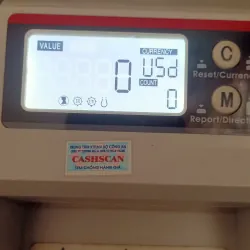 VALUE
CURRENCY
USd
0
COUNT
0
C
Reset/Curren
M
Report/Direct
CASHSCAN